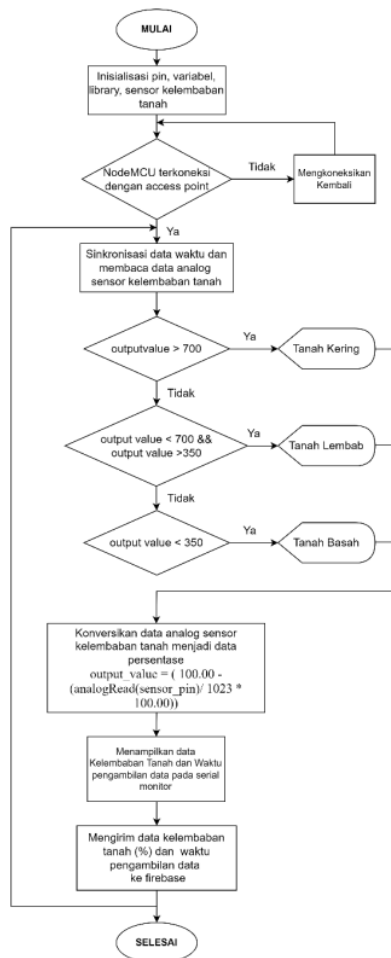 MULAI
Inisialisasi pin, variabel,
library, sensor kelembaban
tanah
NodeMCU terkoneksi
dengan access point
Tidak
Mengkoneksikan
Kembali
Ya
Sinkronisasi data waktu dan
membaca data analog
sensor kelembaban tanah
outputvalue > 700
Ya
Tanah Kering
Tidak
output value < 700 &&
output value >350
Ya
Tanah Lembab
Tidak
output value < 350
Ya
Tanah Basah
Konversikan data analog sensor
kelembaban tanah menjadi data
persentase
output_value = ( 100.00 -
(analogRead(sensor_pin)/ 1023 *
100.00))
Menampilkan data
Kelembaban Tanah dan Waktu
pengambilan data pada serial
monitor
Mengirim data kelembaban
tanah (%) dan waktu
pengambilan data
ke firebase
SELESAI